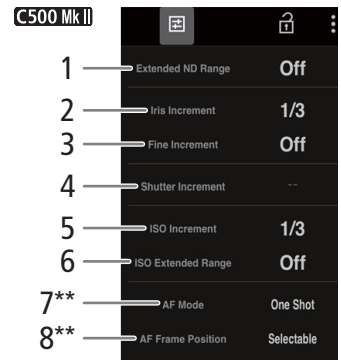 C500 Mk II
1 Extended ND Range Off
2 Iris Increment 1/3
3 Fine Increment Off
4 Shutter Increment --
5 ISO Increment 1/3
6 ISO Extended Range Off
7** AF Mode One Shot
8** AF Frame Position Selectable